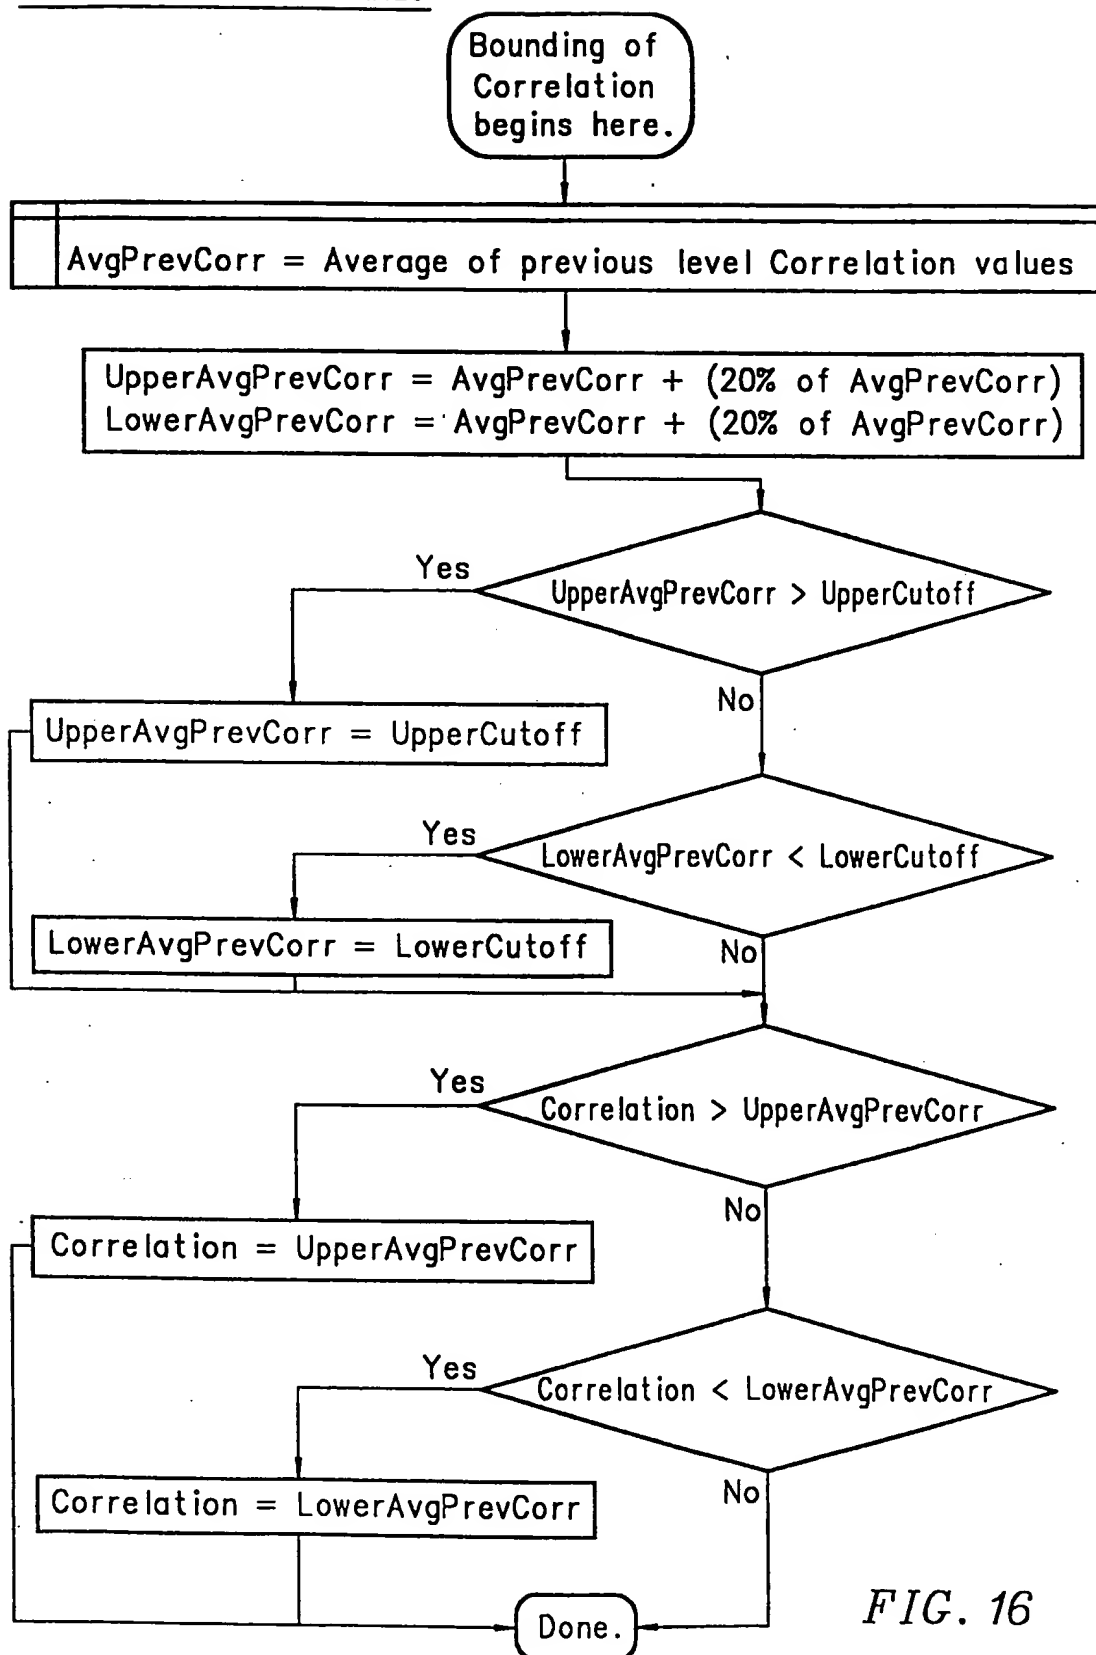 Bounding of
Correlation
begins here.
AvgPrevCorr = Average of previous level Correlation values
UpperAvgPrevCorr = AvgPrevCorr + (20% of AvgPrevCorr)
LowerAvgPrevCorr = AvgPrevCorr + (20% of AvgPrevCorr)
UpperAvgPrevCorr > UpperCutoff
Yes
No
UpperAvgPrevCorr = UpperCutoff
LowerAvgPrevCorr < LowerCutoff
Yes
No
LowerAvgPrevCorr = LowerCutoff
Correlation > UpperAvgPrevCorr
Yes
No
Correlation = UpperAvgPrevCorr
Correlation < LowerAvgPrevCorr
Yes
No
Correlation = LowerAvgPrevCorr
Done.
FIG. 16